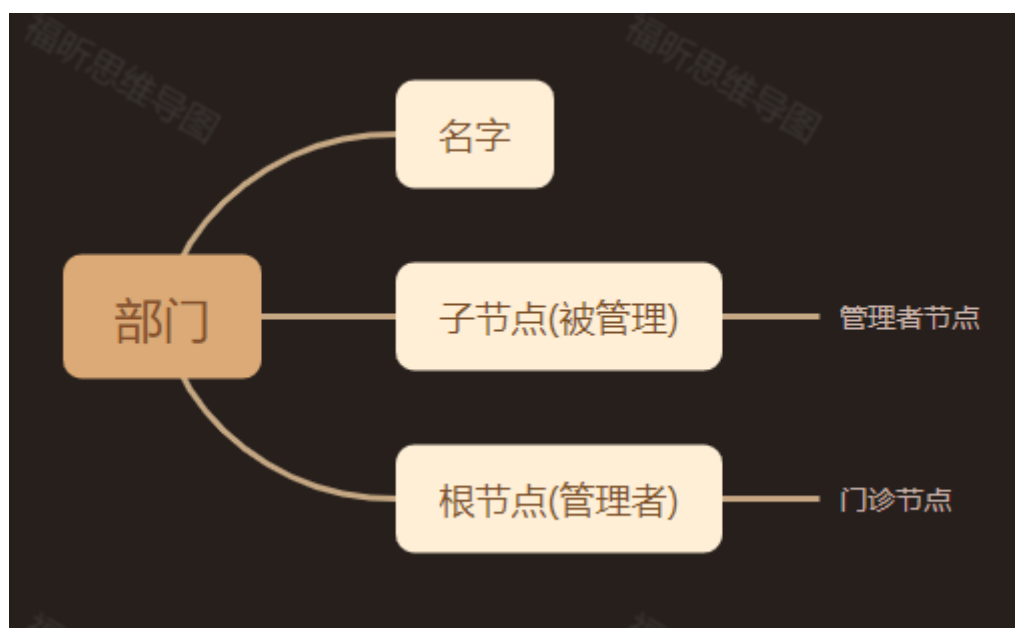 福昕思维导图
福昕思维导图
名字
部门
子节点(被管理)
管理者节点
根节点(管理者)
门诊节点